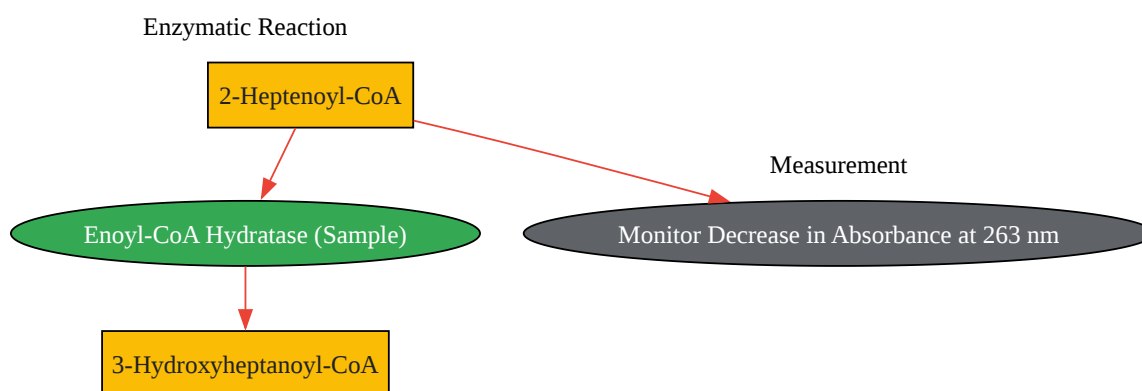 Enzymatic Reaction
2-Heptenoyl-CoA
Measurement
Enoyl-CoA Hydratase (Sample)
Monitor Decrease in Absorbance at 263 nm
3-Hydroxyheptanoyl-CoA